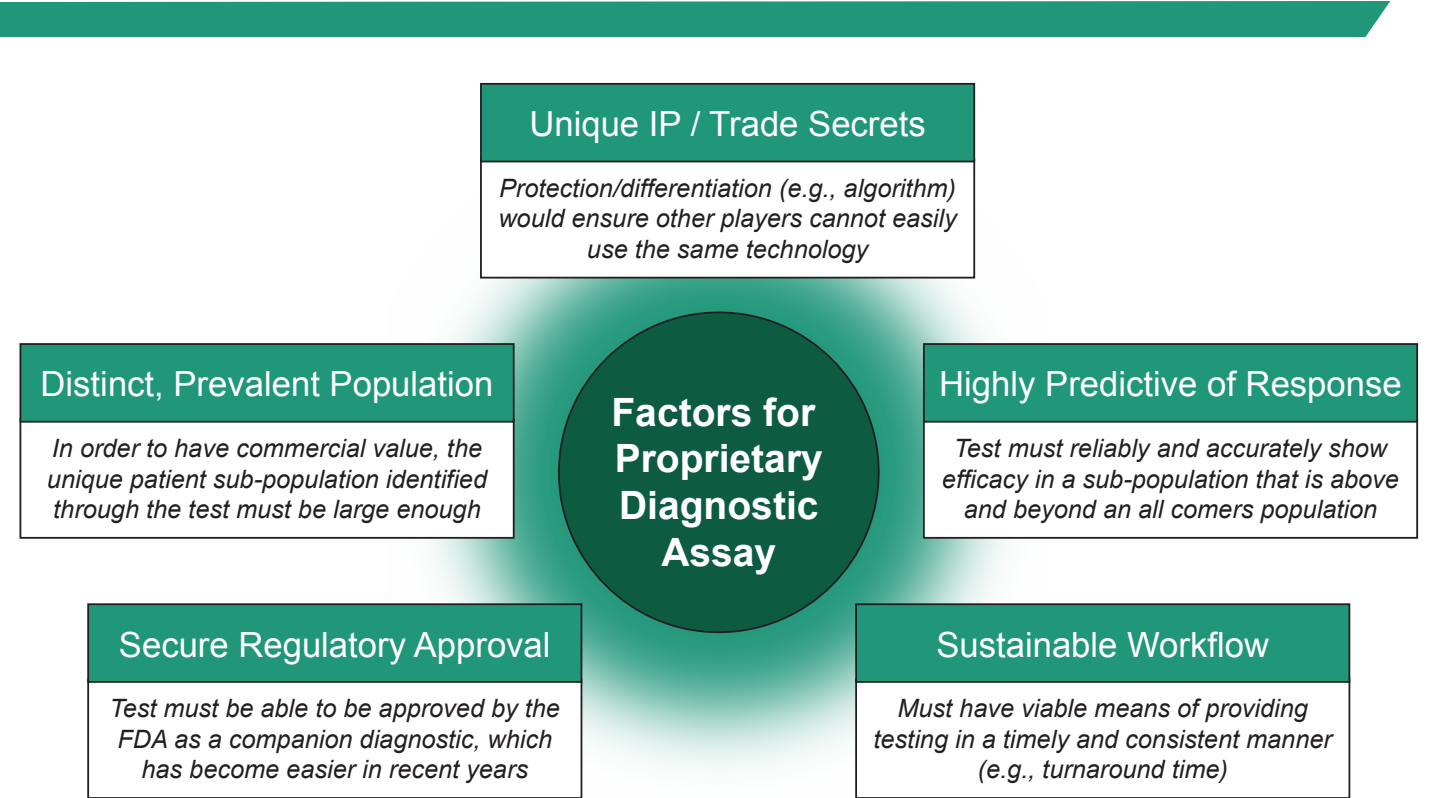 Unique IP / Trade Secrets
Protection/differentiation (e.g., algorithm)
would ensure other players cannot easily
use the same technology
Distinct, Prevalent Population
In order to have commercial value, the
unique patient sub-population identified
through the test must be large enough
Factors for
Proprietary
Diagnostic
Assay
Highly Predictive of Response
Test must reliably and accurately show
efficacy in a sub-population that is above
and beyond an all comers population
Secure Regulatory Approval
Test must be able to be approved by the
FDA as a companion diagnostic, which
has become easier in recent years
Sustainable Workflow
Must have viable means of providing
testing in a timely and consistent manner
(e.g., turnaround time)